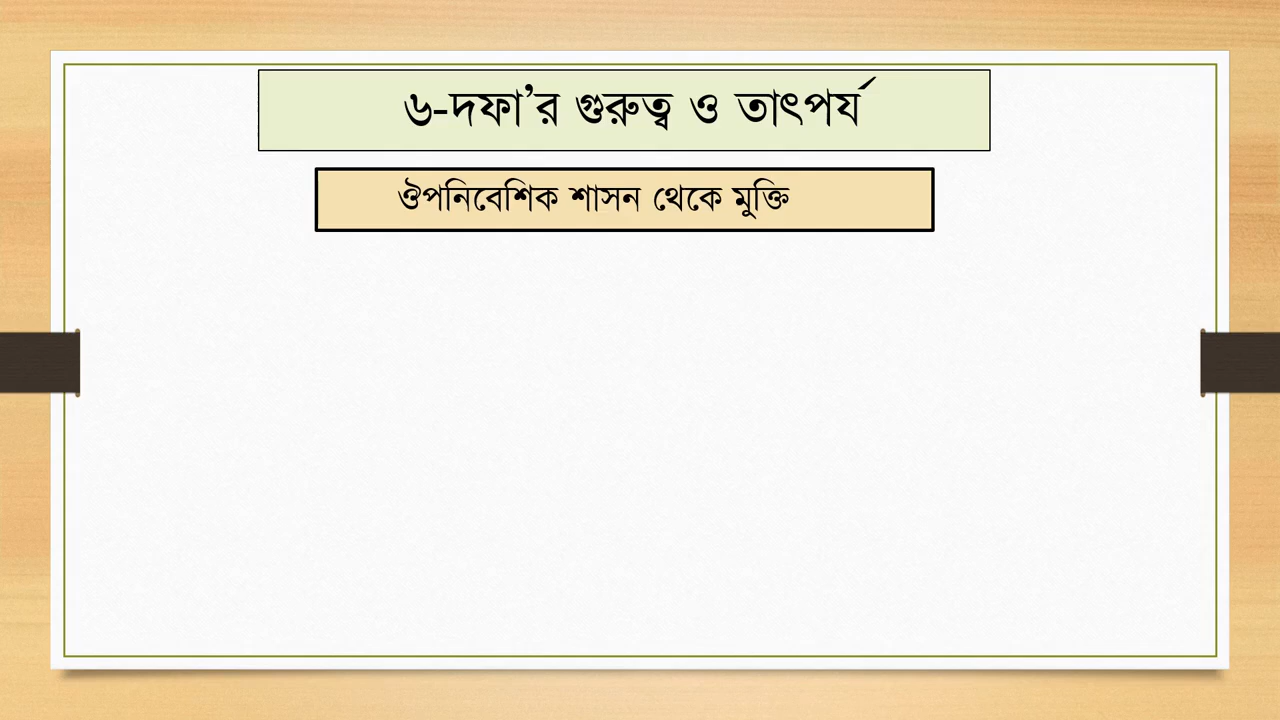 ৬-দফা’র গুরুত্ব ও তাৎপর্য
ঔপনিবেশিক শাসন থেকে মুক্তি